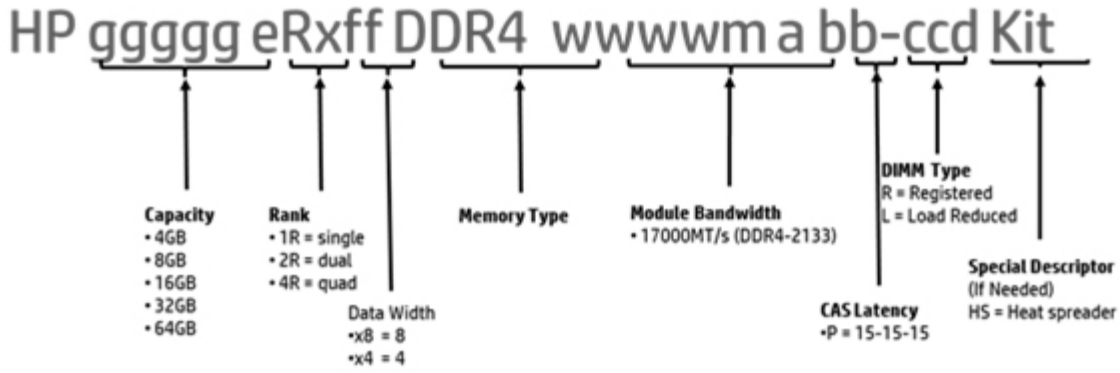 HP ggggg eRxff DDR4 wwwwm a bb-ccd Kit
Capacity
• 4GB
• 8GB
• 16GB
• 32GB
• 64GB
Rank
• 1R = single
• 2R = dual
• 4R = quad
Data Width
•x8 = 8
•x4 = 4
Memory Type
Module Bandwidth
• 17000MT/s (DDR4-2133)
CAS Latency
•P = 15-15-15
DIMM Type
R = Registered
L = Load Reduced
Special Descriptor
(If Needed)
HS = Heat spreader